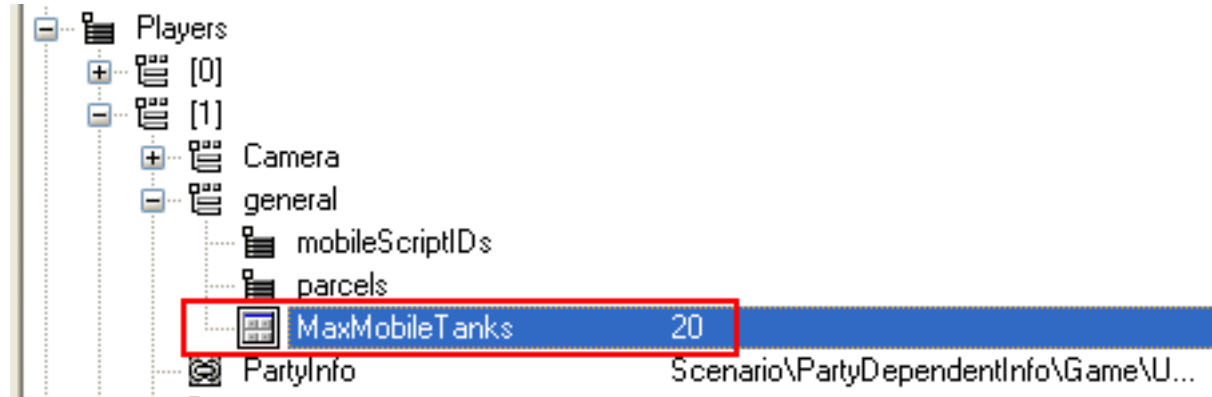 Players
[0]
[1]
Camera
general
mobileScriptIDs
parcels
MaxMobileTanks 20
PartyInfo Scenario\PartyDependentInfo\Game\U...